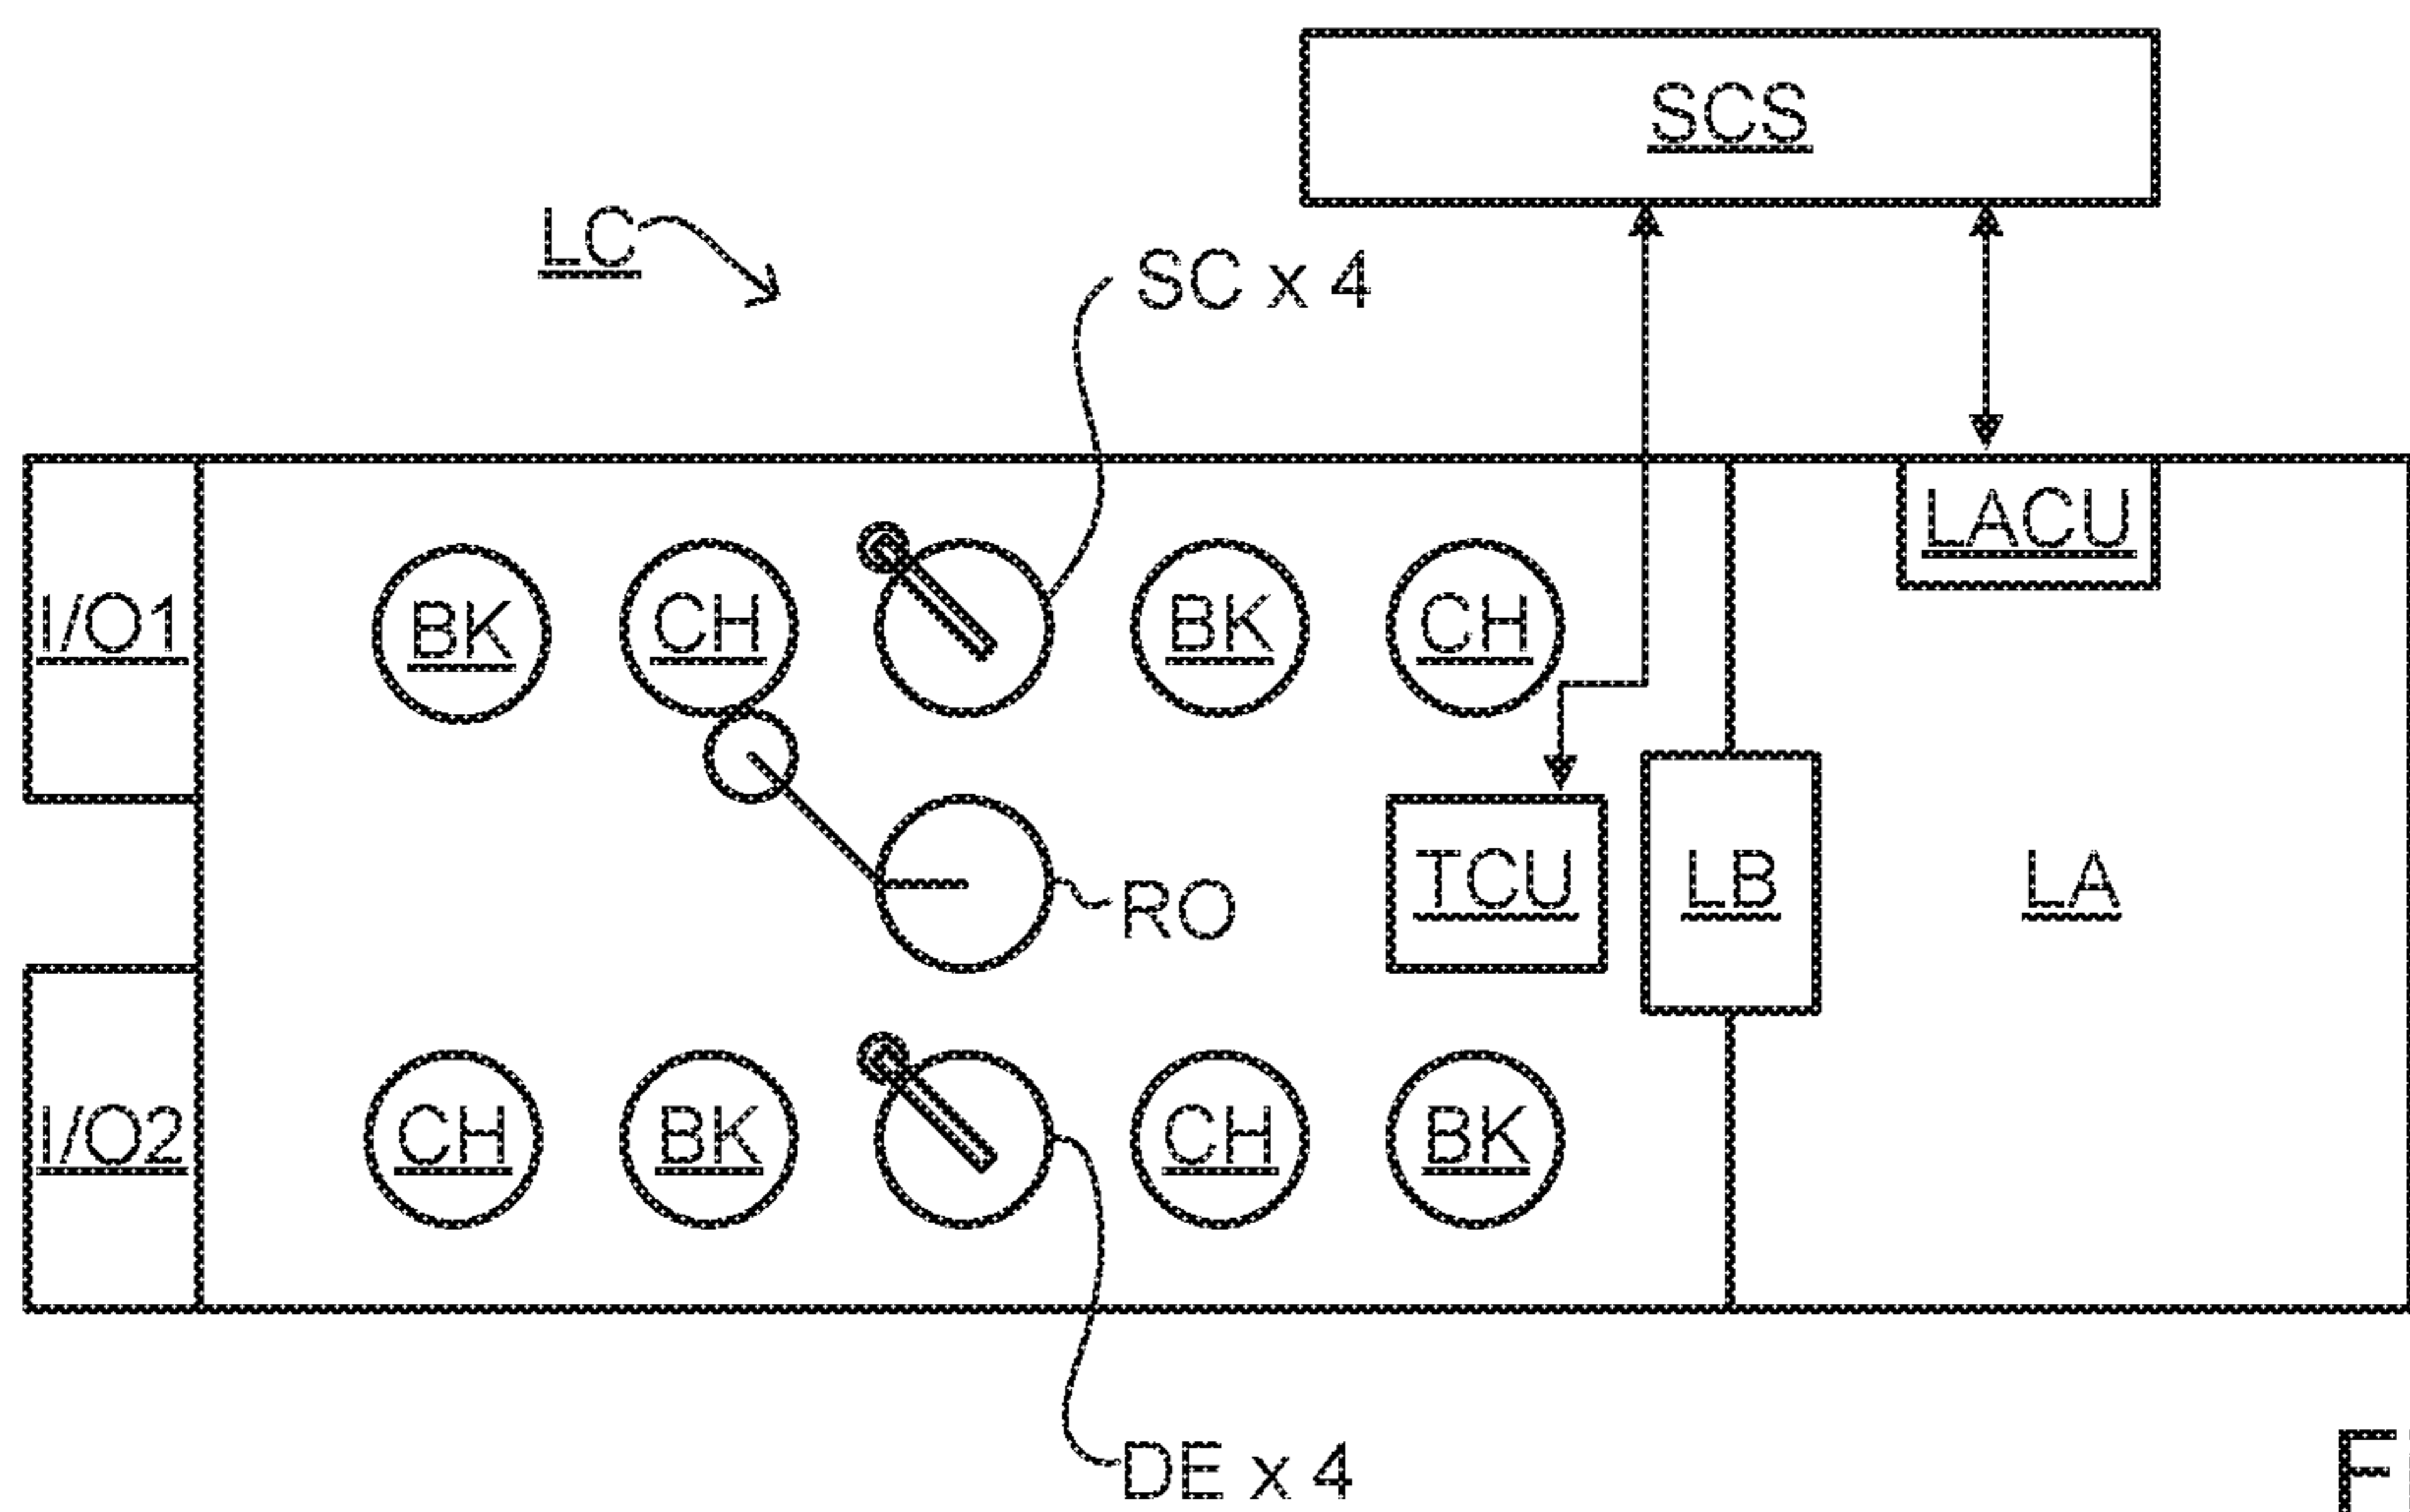 SCS
LC
SC x 4
LACU
I/O1
BK
CH
BK
CH
TCU
LB
LA
RO
I/O2
CH
BK
CH
BK
DE x 4